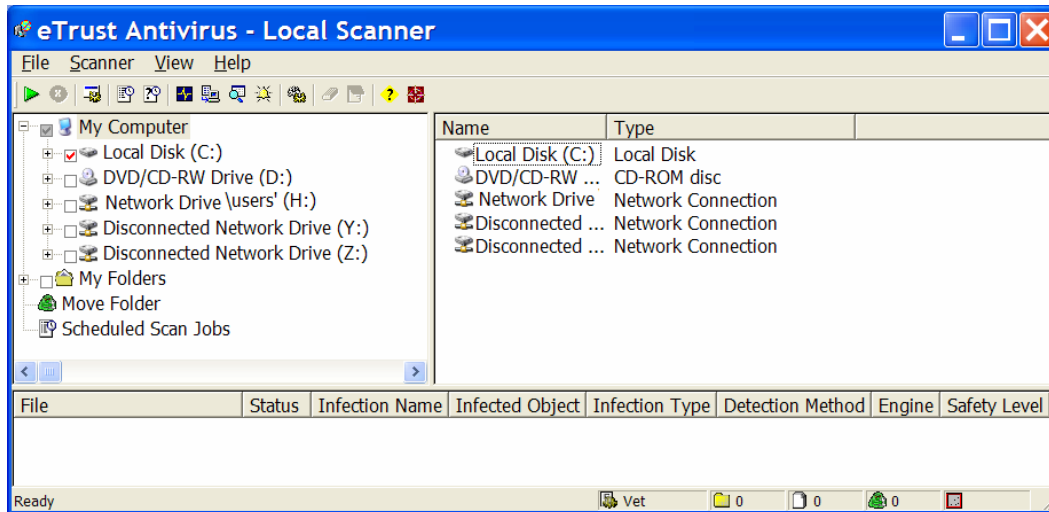 eTrust Antivirus - Local Scanner
File Scanner View Help
My Computer
Local Disk (C:)
DVD/CD-RW Drive (D:)
Network Drive \users' (H:)
Disconnected Network Drive (Y:)
Disconnected Network Drive (Z:)
My Folders
Move Folder
Scheduled Scan Jobs
Name Type
Local Disk (C:) Local Disk
DVD/CD-RW ... CD-ROM disc
Network Drive Network Connection
Disconnected ... Network Connection
Disconnected ... Network Connection
File Status Infection Name Infected Object Infection Type Detection Method Engine Safety Level
Ready Vet 0 0 0